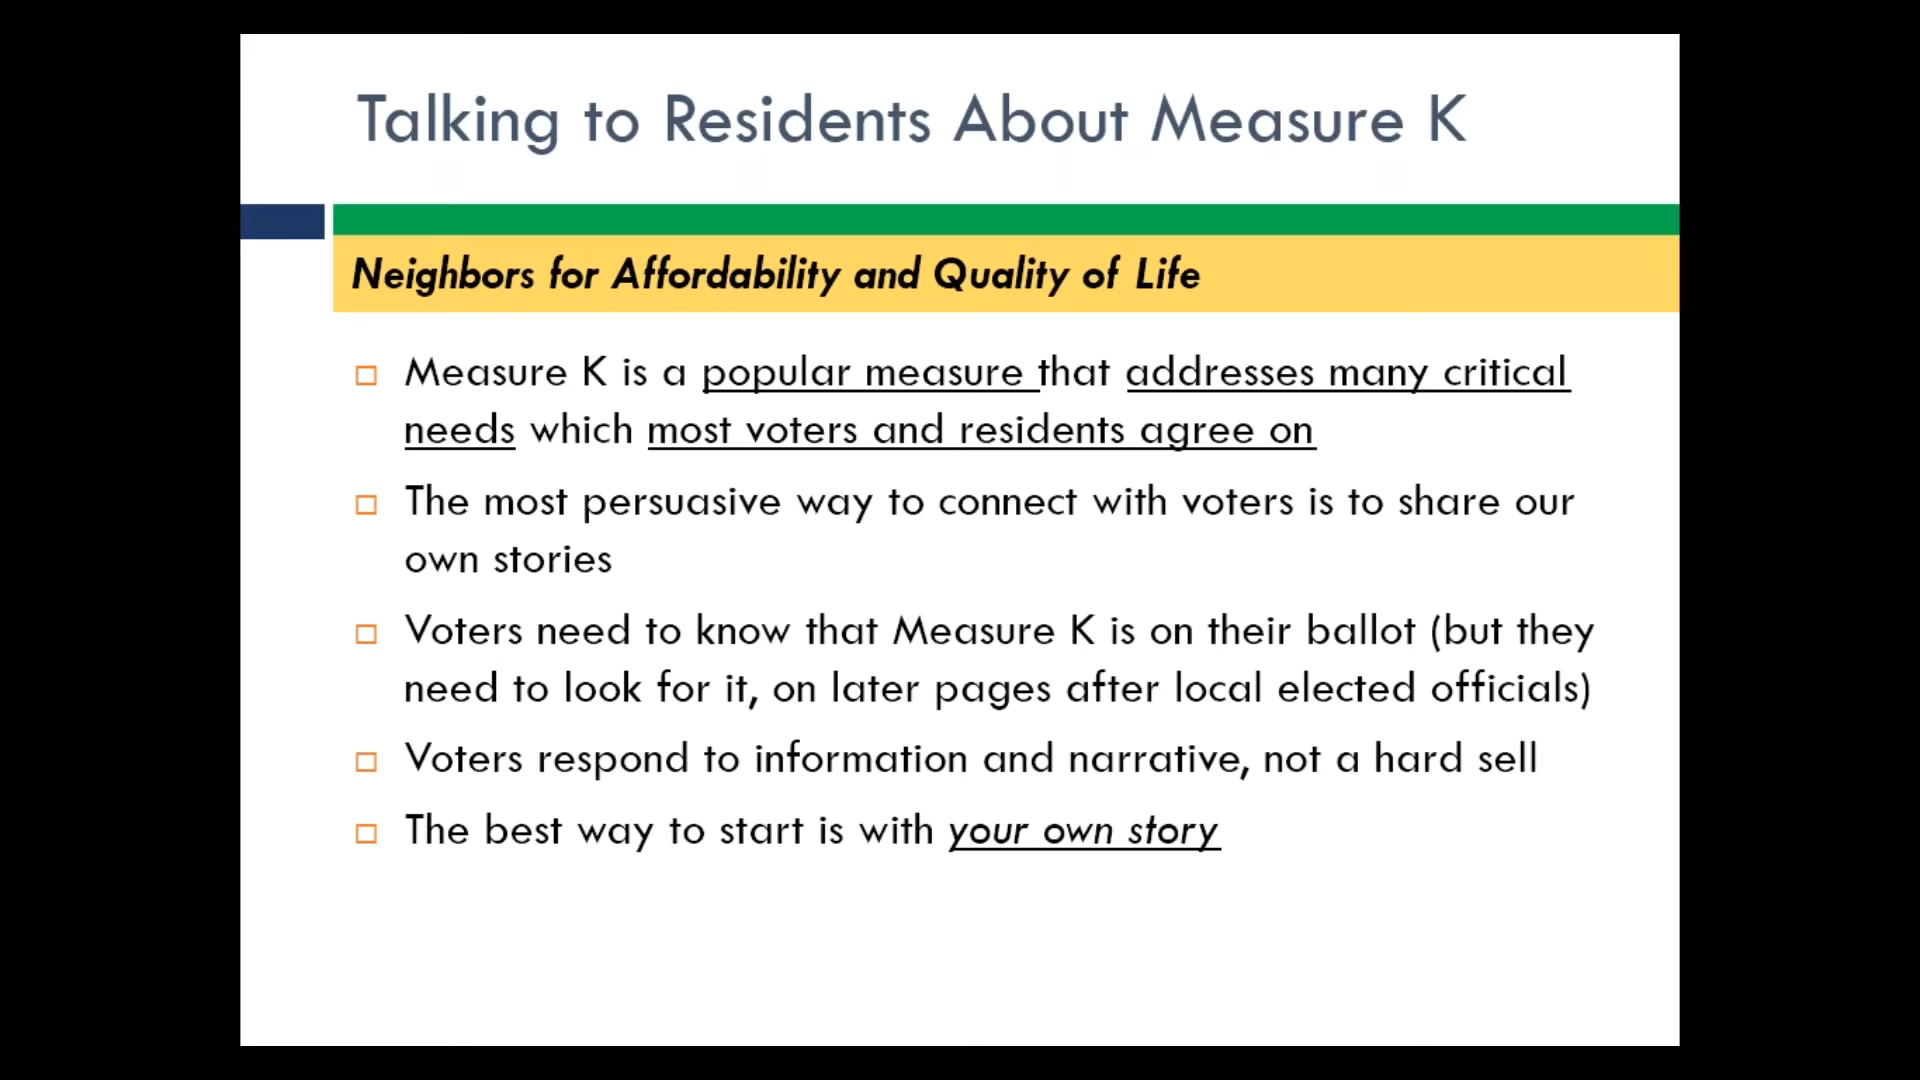 Talking to Residents About Measure K
Neighbors for Affordability and Quality of Life
Measure K is a popular measure that addresses many critical
needs which most voters and residents agree on
The most persuasive way to connect with voters is to share our
own stories
Voters need to know that Measure K is on their ballot (but they
need to look for it, on later pages after local elected officials)
Voters respond to information and narrative, not a hard sell
The best way to start is with your own story